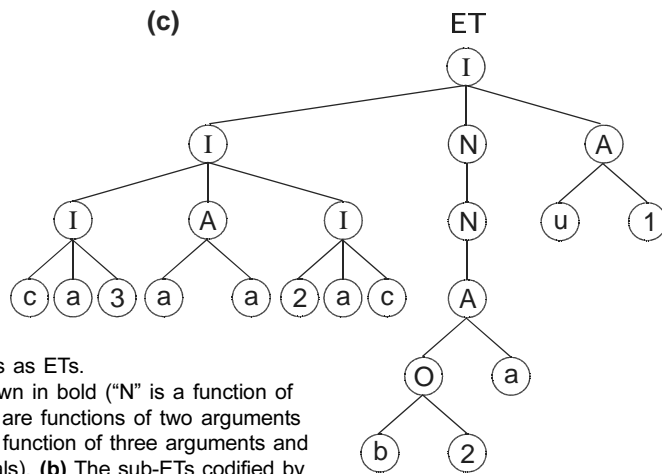 (c) ET
I
I N A
I A I N u 1
c a 3 a a 2 a c A
s as ETs.
wn in bold (“N” is a function of O a
are functions of two arguments
function of three arguments and
als). (b) The sub-ETs codified by b 2